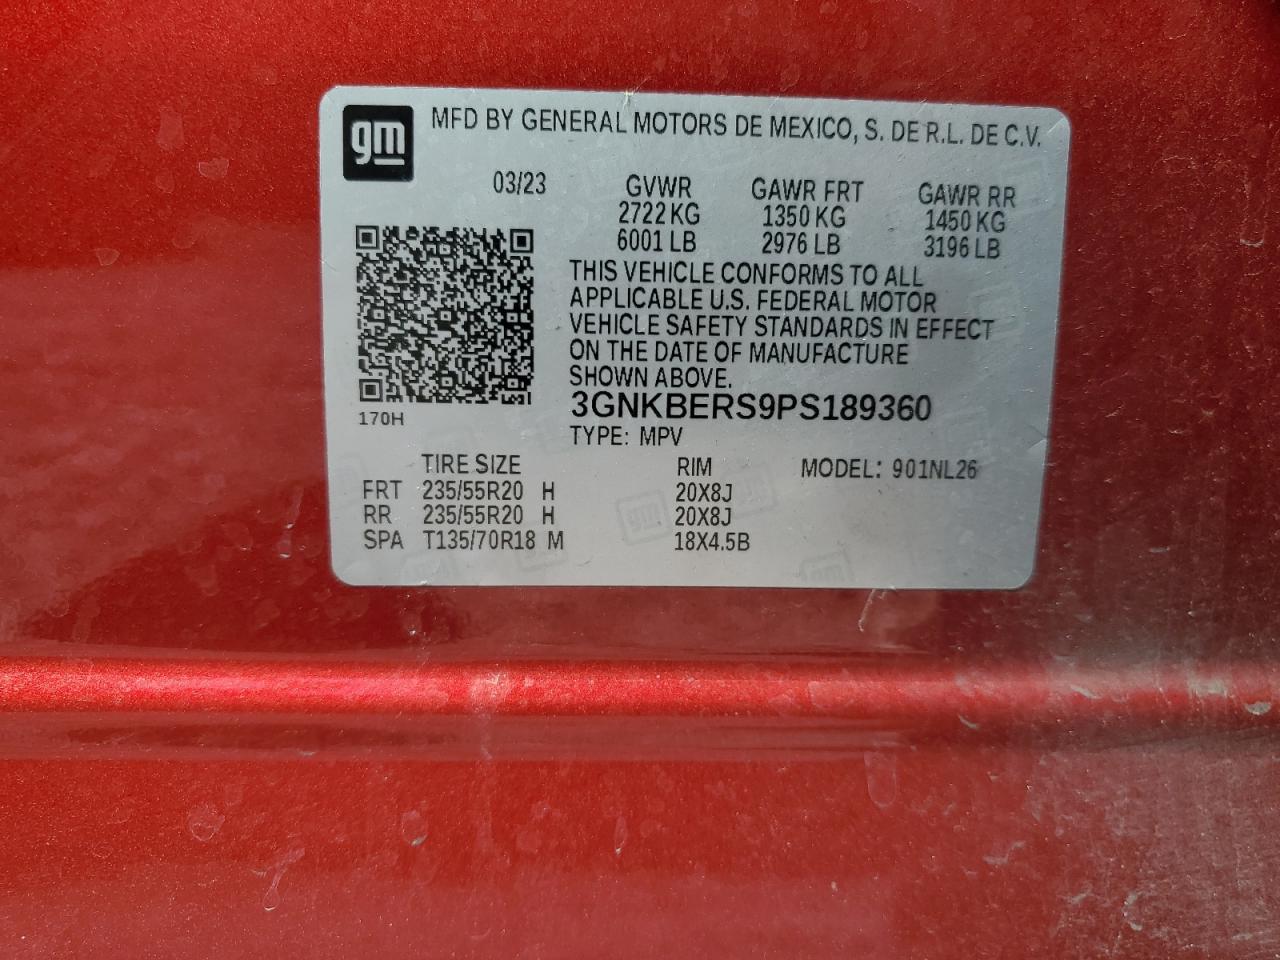 gm
MFD BY GENERAL MOTORS DE MEXICO, S. DE R.L. DE C.V.
03/23 GVWR GAWR FRT GAWR RR
2722 KG 1350 KG 1450 KG
6001 LB 2976 LB 3196 LB
THIS VEHICLE CONFORMS TO ALL
APPLICABLE U.S. FEDERAL MOTOR
VEHICLE SAFETY STANDARDS IN EFFECT
ON THE DATE OF MANUFACTURE
SHOWN ABOVE.
3GNKBERS9PS189360
170H
TYPE: MPV
TIRE SIZE RIM MODEL: 901NL26
FRT 235/55R20 H 20X8J
RR 235/55R20 H 20X8J
SPA T135/70R18 M 18X4.5B